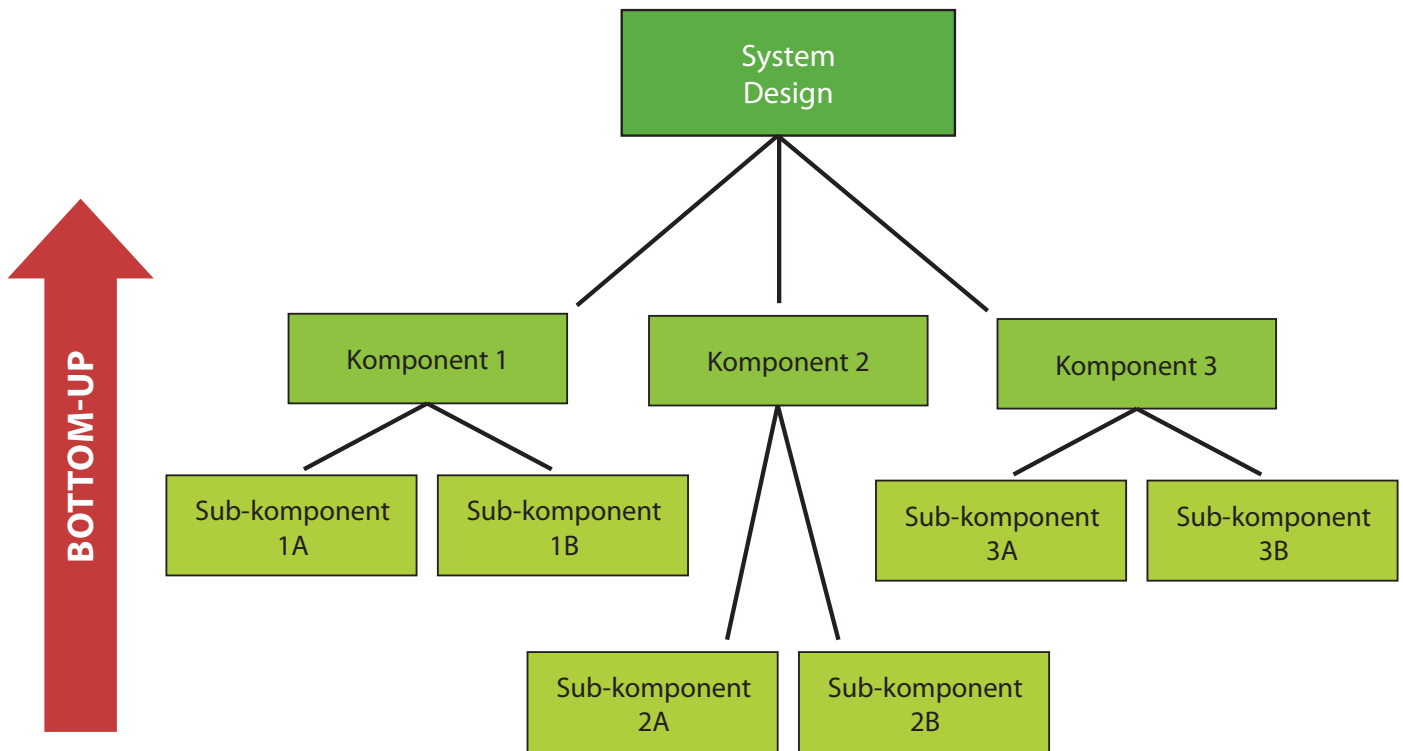 System
Design
BOTTOM-UP
Komponent 1
Komponent 2
Komponent 3
Sub-komponent
1A
Sub-komponent
1B
Sub-komponent
3A
Sub-komponent
3B
Sub-komponent
2A
Sub-komponent
2B